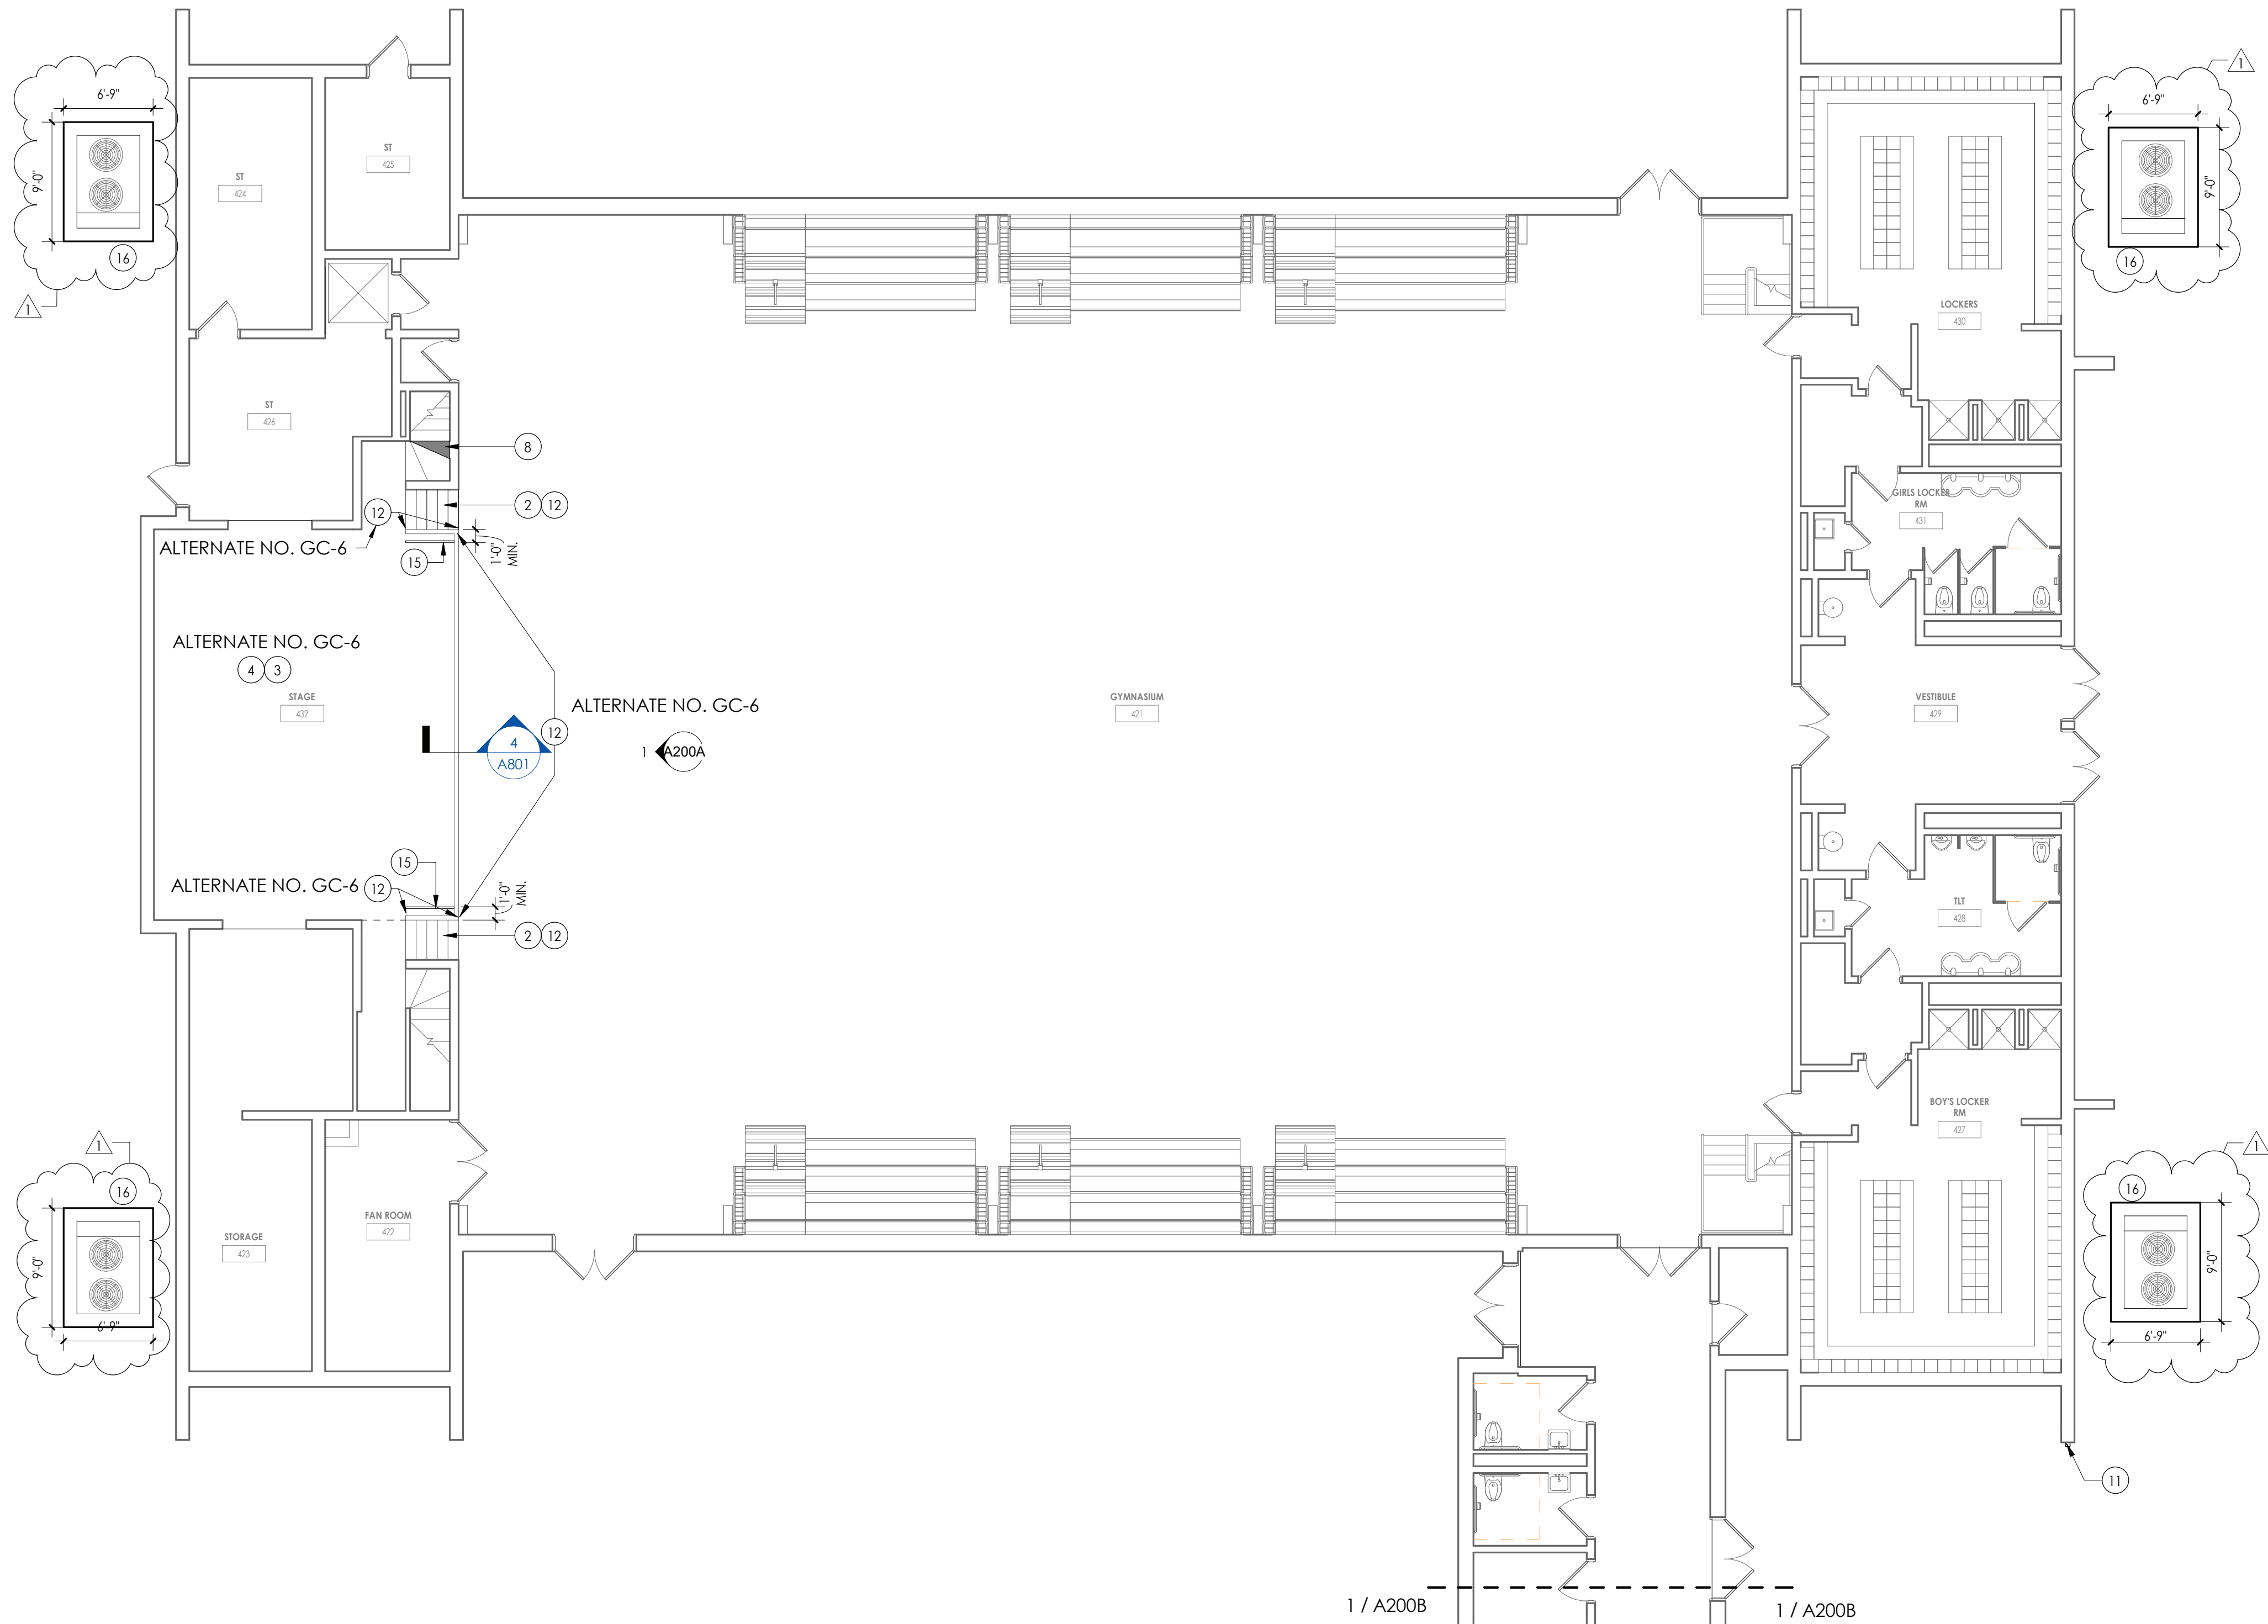 1
1
6'-9"
6'-9"
9'-0"
9'-0"
16
16
1
ST
425
ST
424
LOCKERS
430
ST
426
8
2 12
12
ALTERNATE NO. GC-6
15
1'-0"
MIN.
GIRLS LOCKER
RM
431
ALTERNATE NO. GC-6
4 3
STAGE
432
ALTERNATE NO. GC-6
12
4
A801
1 A200A
GYMNASIUM
421
VESTIBULE
429
15
ALTERNATE NO. GC-6 12
1'-0"
MIN.
2 12
TLT
428
BOY'S LOCKER
RM
427
1
16
9'-0"
6'-9"
STORAGE
423
FAN ROOM
422
1
16
9'-0"
6'-9"
11
1 / A200B
1 / A200B